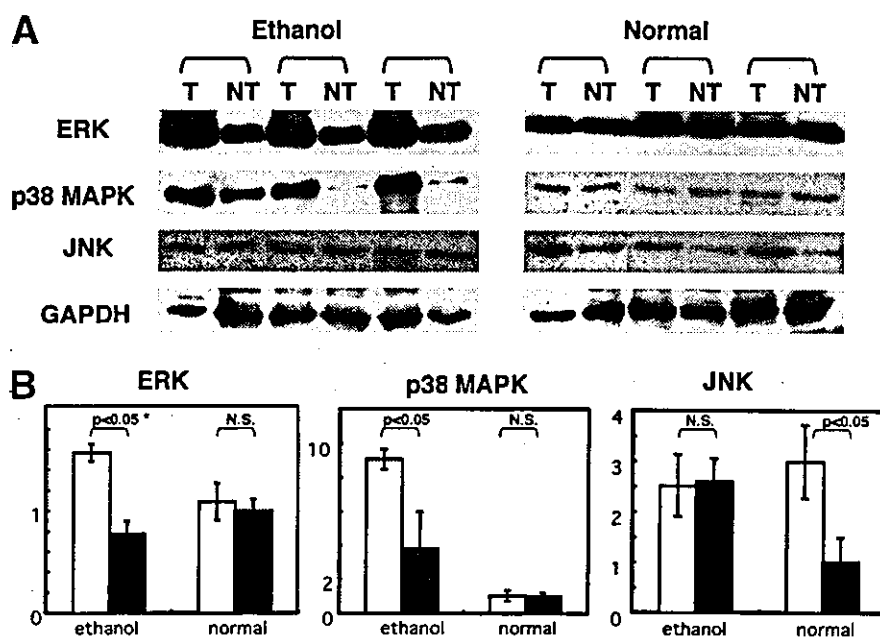 A
Ethanol Normal
T NT T NT T NT T NT T NT T NT
ERK
p38 MAPK
JNK
GAPDH
B
ERK p38 MAPK JNK
p<0.05 * N.S. p<0.05 N.S. N.S. p<0.05
1
0
10
2
0
4
3
2
1
0
ethanol normal ethanol normal ethanol normal